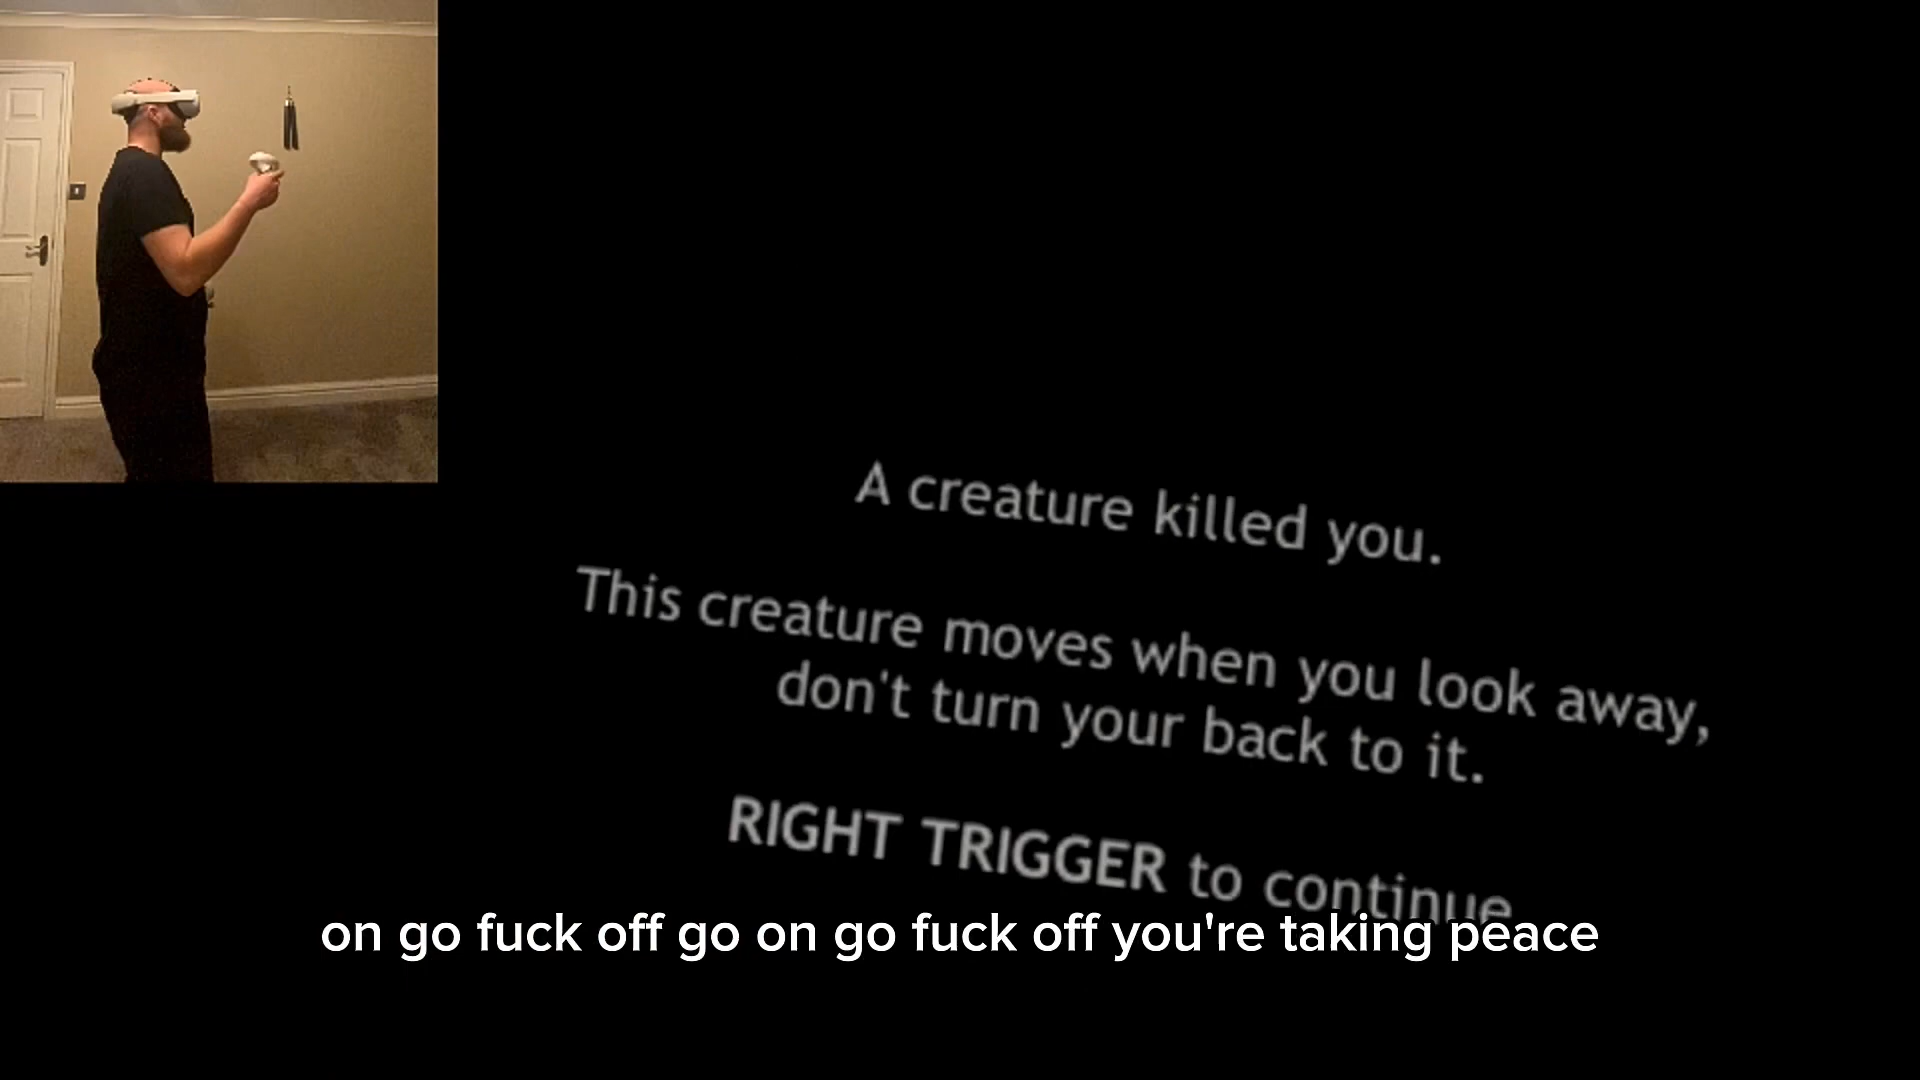 A creature killed you.
This creature moves when you look away,
don't turn your back to it.
RIGHT TRIGGER to continue
on go fuck off go on go fuck off you're taking peace